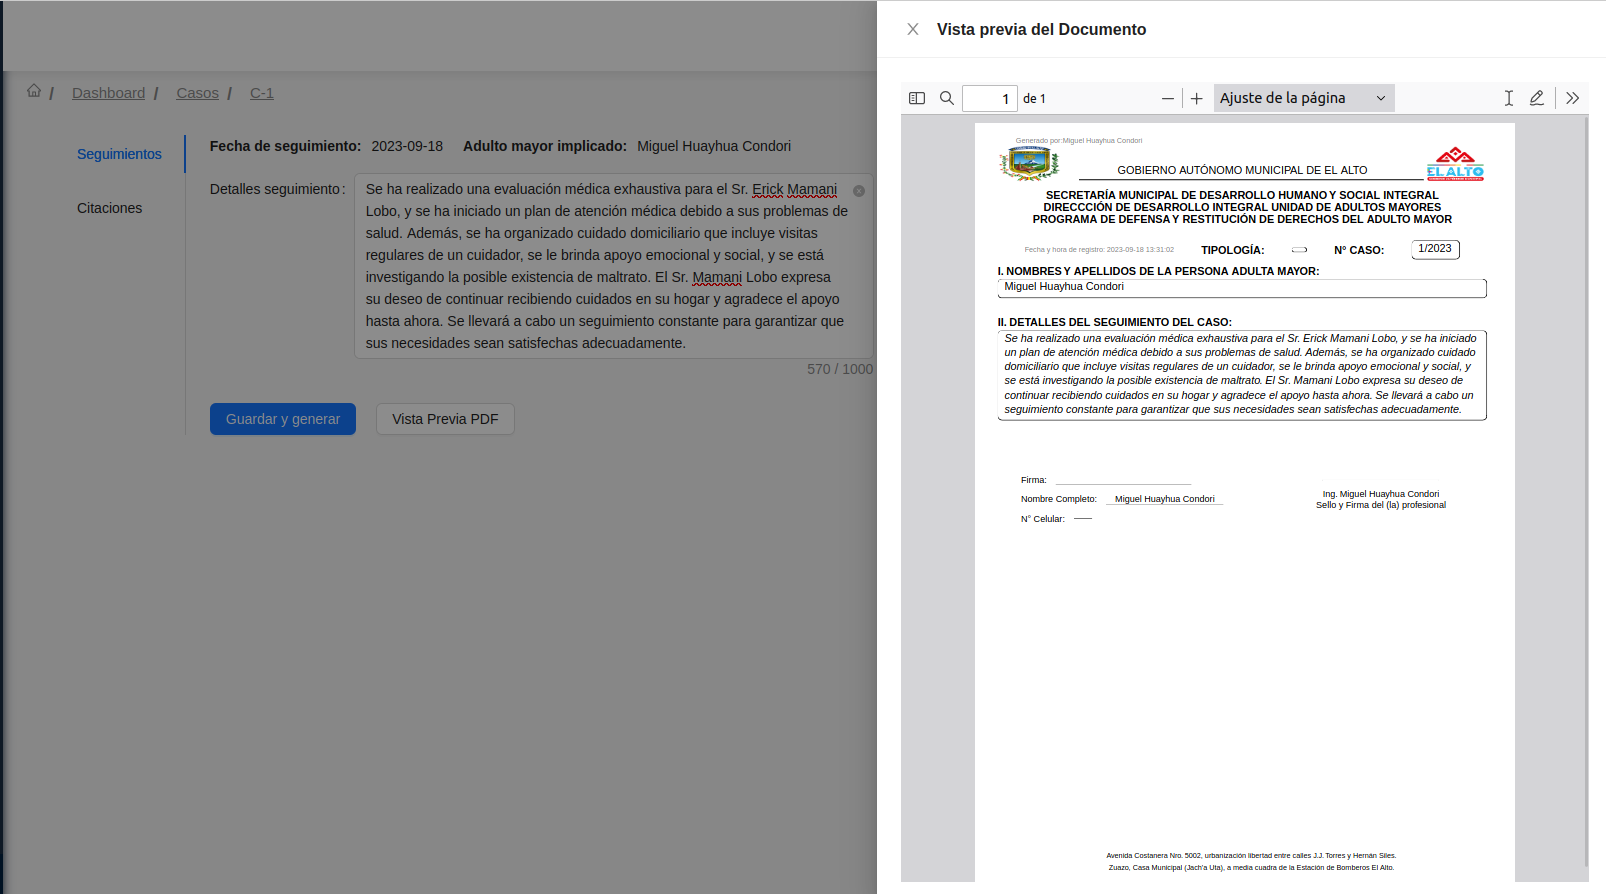 Dashboard / Casos / C-1
Seguimientos
Citaciones
Fecha de seguimiento: 2023-09-18 Adulto mayor implicado: Miguel Huayhua Condori
Detalles seguimiento :
Se ha realizado una evaluación médica exhaustiva para el Sr. Erick Mamani
Lobo, y se ha iniciado un plan de atención médica debido a sus problemas de
salud. Además, se ha organizado cuidado domiciliario que incluye visitas
regulares de un cuidador, se le brinda apoyo emocional y social, y se está
investigando la posible existencia de maltrato. El Sr. Mamani Lobo expresa
su deseo de continuar recibiendo cuidados en su hogar y agradece el apoyo
hasta ahora. Se llevará a cabo un seguimiento constante para garantizar que
sus necesidades sean satisfechas adecuadamente.
570 / 1000
Guardar y generar
Vista Previa PDF
Vista previa del Documento
1 de 1
Ajuste de la página
Generado por:Miguel Huayhua Condori
GOBIERNO AUTÓNOMO MUNICIPAL DE EL ALTO
EL ALTO
SECRETARÍA MUNICIPAL DE DESARROLLO HUMANO Y SOCIAL INTEGRAL
DIRECCCIÓN DE DESARROLLO INTEGRAL UNIDAD DE ADULTOS MAYORES
PROGRAMA DE DEFENSA Y RESTITUCIÓN DE DERECHOS DEL ADULTO MAYOR
Fecha y hora de registro: 2023-09-18 13:31:02 TIPOLOGÍA: N° CASO: 1/2023
I. NOMBRES Y APELLIDOS DE LA PERSONA ADULTA MAYOR:
Miguel Huayhua Condori
II. DETALLES DEL SEGUIMIENTO DEL CASO:
Se ha realizado una evaluación médica exhaustiva para el Sr. Erick Mamani Lobo, y se ha iniciado
un plan de atención médica debido a sus problemas de salud. Además, se ha organizado cuidado
domiciliario que incluye visitas regulares de un cuidador, se le brinda apoyo emocional y social, y
se está investigando la posible existencia de maltrato. El Sr. Mamani Lobo expresa su deseo de
continuar recibiendo cuidados en su hogar y agradece el apoyo hasta ahora. Se llevará a cabo un
seguimiento constante para garantizar que sus necesidades sean satisfechas adecuadamente.
Firma:
Nombre Completo: Miguel Huayhua Condori
N° Celular:
Ing. Miguel Huayhua Condori
Sello y Firma del (la) profesional
Avenida Costanera Nro. 5002, urbanización libertad entre calles J.J. Torres y Hernán Siles.
Zuazo, Casa Municipal (Jach'a Uta), a media cuadra de la Estación de Bomberos El Alto.